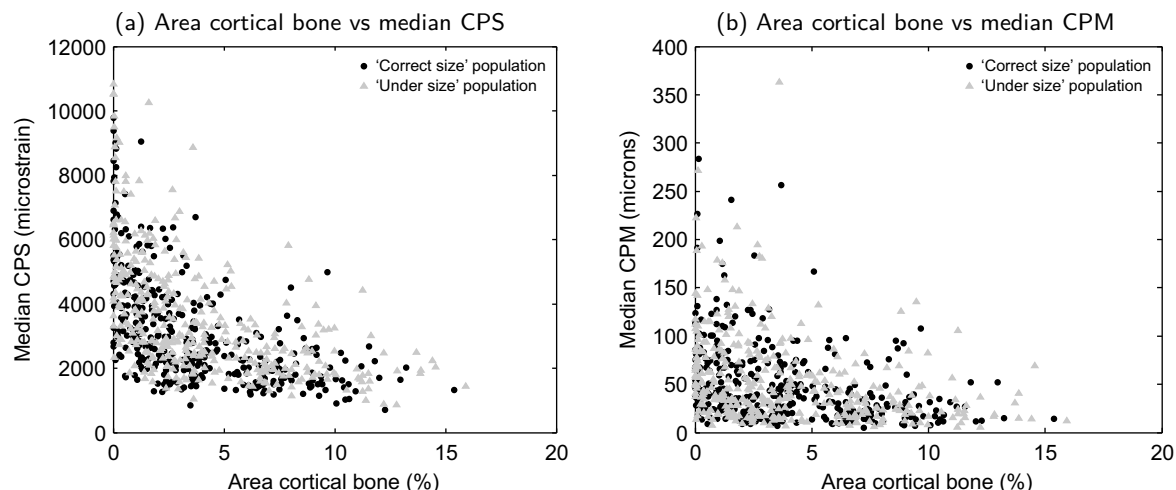 (a) Area cortical bone vs median CPS
12000
10000
8000
6000
4000
2000
0
Median CPS (microstrain)
'Correct size' population
'Under size' population
0 5 10 15 20
Area cortical bone (%)
(b) Area cortical bone vs median CPM
400
350
300
250
200
150
100
50
0
Median CPM (microns)
'Correct size' population
'Under size' population
0 5 10 15 20
Area cortical bone (%)